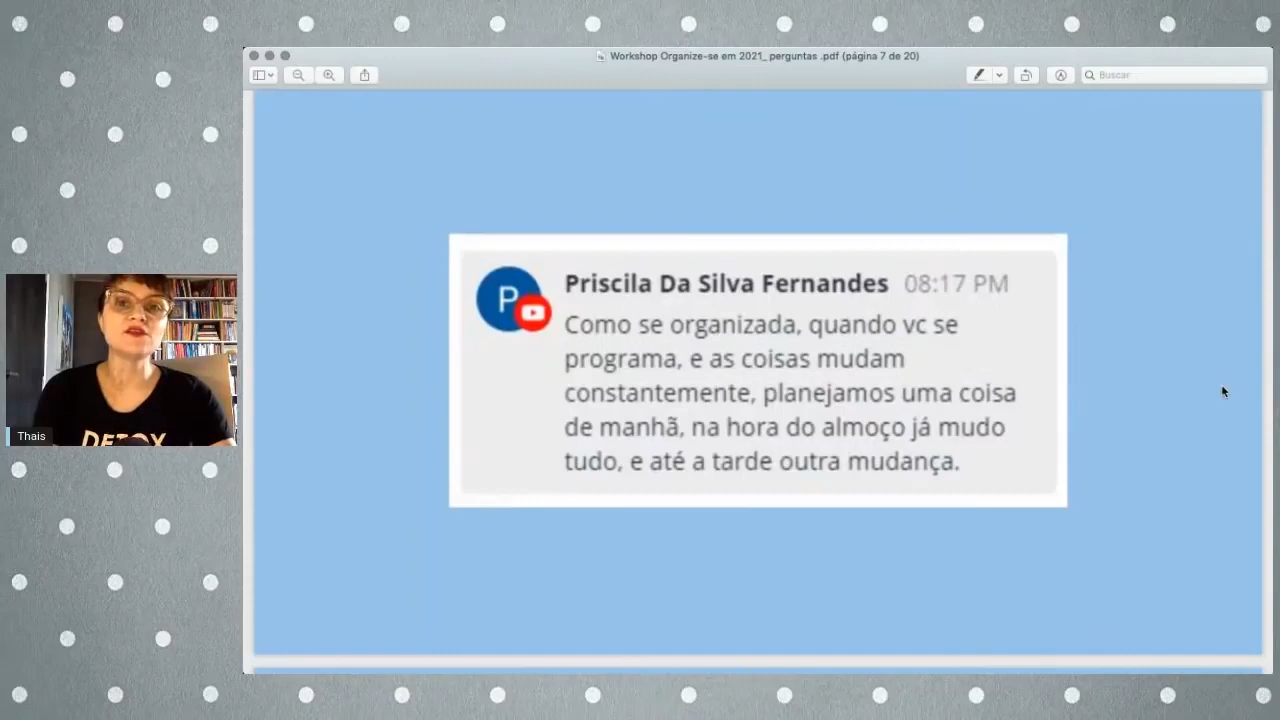 Workshop Organize-se em 2021_ perguntas .pdf (página 7 de 20)
Buscar
P
Priscila Da Silva Fernandes 08:17 PM
Como se organizada, quando vc se
programa, e as coisas mudam
constantemente, planejamos uma coisa
de manhã, na hora do almoço já mudo
tudo, e até a tarde outra mudança.
DETOX
Thais